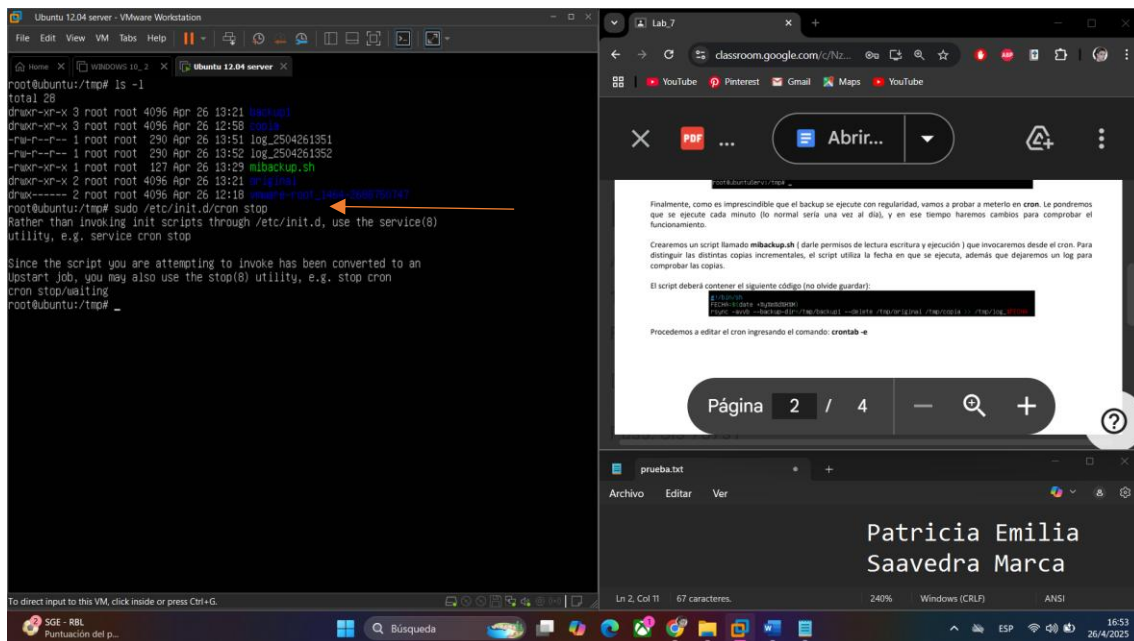 Ubuntu 12.04 server - VMware Workstation
File Edit View VM Tabs Help
Home WINDOWS 10_ 2 Ubuntu 12.04 server
root@ubuntu:/tmp# ls -l
total 28
drwxr-xr-x 3 root root 4096 Apr 26 13:21 backup1
drwxr-xr-x 3 root root 4096 Apr 26 12:58 copia
-rw-r--r-- 1 root root 290 Apr 26 13:51 log_2504261351
-rw-r--r-- 1 root root 290 Apr 26 13:52 log_2504261352
-rwxr-xr-x 1 root root 127 Apr 26 13:29 mibackup.sh
drwxr-xr-x 2 root root 4096 Apr 26 13:21 original
drwx------ 2 root root 4096 Apr 26 12:18
root@ubuntu:/tmp# sudo /etc/init.d/cron stop
Rather than invoking init scripts through /etc/init.d, use the service(8)
utility, e.g. service cron stop
Since the script you are attempting to invoke has been converted to an
Upstart job, you may also use the stop(8) utility, e.g. stop cron
cron stop/waiting
root@ubuntu:/tmp# _
To direct input to this VM, click inside or press Ctrl+G.
Lab_7
classroom.google.com/c/Nz...
YouTube Pinterest Gmail Maps YouTube
PDF ... Abrir...
Finalmente, como es imprescindible que el backup se ejecute con regularidad, vamos a probar a meterlo en cron. Le pondremos
que se ejecute cada minuto (lo normal sería una vez al día), y en ese tiempo haremos cambios para comprobar el
funcionamiento.
Crearemos un script llamado mibackup.sh ( darle permisos de lectura escritura y ejecución ) que invocaremos desde el cron. Para
distinguir las distintas copias incrementales, el script utiliza la fecha en que se ejecuta, además que dejaremos un log para
comprobar las copias.
El script deberá contener el siguiente código (no olvide guardar):
Procedemos a editar el cron ingresando el comando: crontab -e
Página 2 / 4
prueba.txt
Archivo Editar Ver
Patricia Emilia
Saavedra Marca
Ln 2, Col 11 67 caracteres. 240% Windows (CRLF) ANSI
2 SGE - RBL
Puntuación del p...
Búsqueda
ESP
16:53
26/4/2025